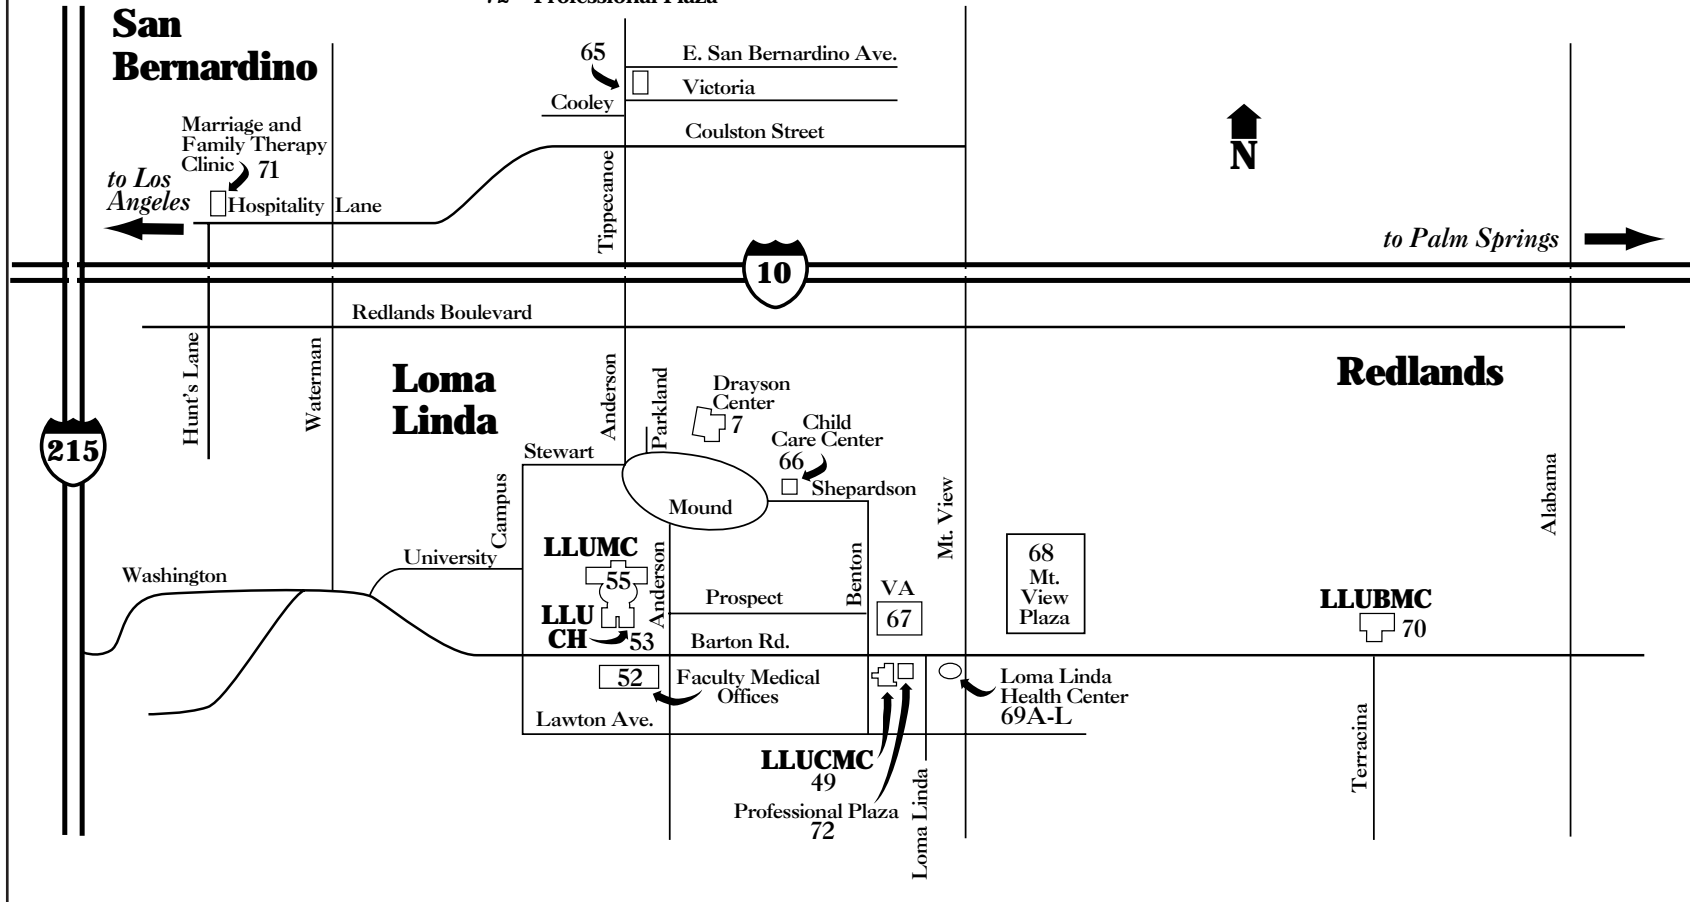 72 Professional Plaza
San
Bernardino
65
E. San Bernardino Ave.
Victoria
Cooley
Coulston Street
Marriage and
Family Therapy
Clinic
71
to Los
Angeles
Hospitality Lane
Tippecanoe
N
to Palm Springs
10
Redlands Boulevard
Hunt's Lane
Waterman
Loma
Linda
Anderson
Parkland
Drayson
Center
7
Child
Care Center
66
Redlands
215
Stewart
Shepardson
Mound
Campus
Mt. View
Alabama
University
LLUMC
55
Anderson
Benton
VA
67
68
Mt.
View
Plaza
Washington
Prospect
LLU
CH
53
Barton Rd.
LLUBMC
70
52
Faculty Medical
Offices
Loma Linda
Health Center
69A-L
Lawton Ave.
LLUCMC
49
Professional Plaza
72
Loma Linda
Terracina